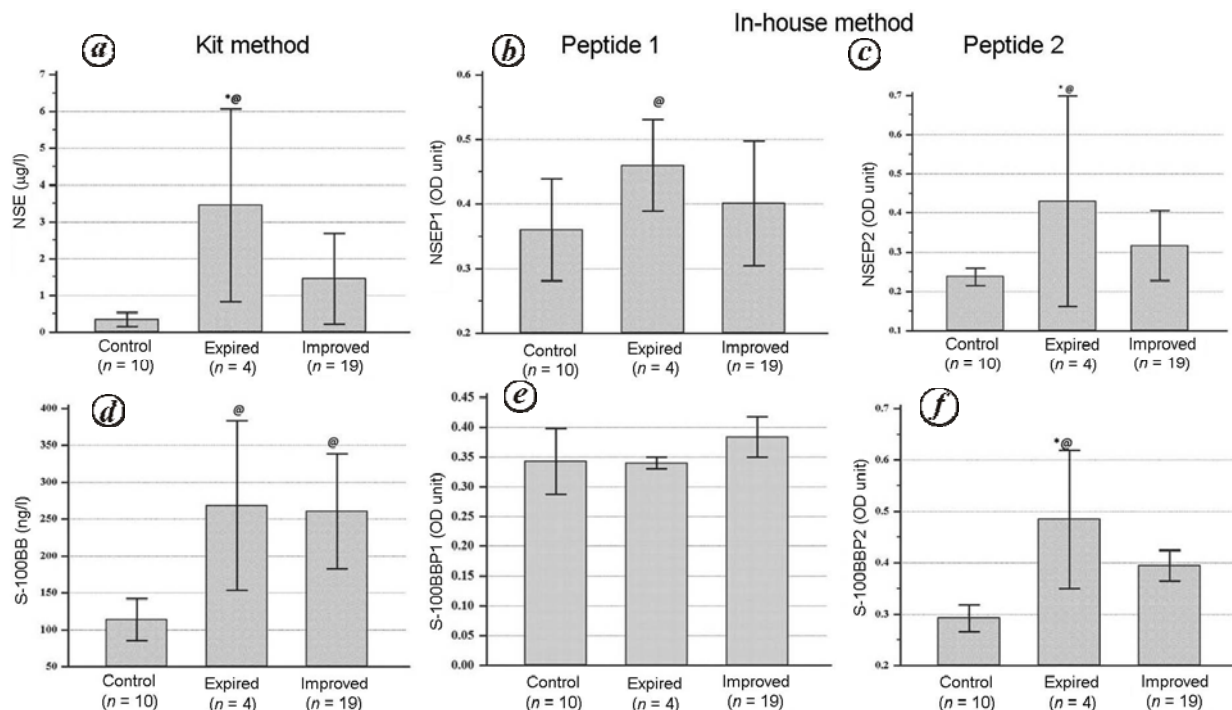 In-house method
a Kit method
b Peptide 1
c Peptide 2
NSE (µg/l)
7
6
5
4
3
2
1
0
*@
Control Expired Improved
(n = 10) (n = 4) (n = 19)
NSEP1 (OD unit)
0.6
0.5
0.4
0.3
0.2
@
Control Expired Improved
(n = 10) (n = 4) (n = 19)
NSEP2 (OD unit)
0.7
0.6
0.5
0.4
0.3
0.2
0.1
*@
Control Expired Improved
(n = 10) (n = 4) (n = 19)
d
S-100BB (ng/l)
400
350
300
250
200
150
100
50
@ @
Control Expired Improved
(n = 10) (n = 4) (n = 19)
e
S-100BBP1 (OD unit)
0.45
0.40
0.35
0.30
0.25
0.20
0.15
0.10
0.05
0.00
Control Expired Improved
(n = 10) (n = 4) (n = 19)
f
S-100BBP2 (OD unit)
0.7
0.6
0.5
0.4
0.3
0.2
*@
Control Expired Improved
(n = 10) (n = 4) (n = 19)